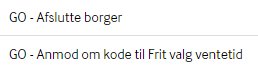 GO - Afslutte borger
GO - Anmod om kode til Frit valg ventetid